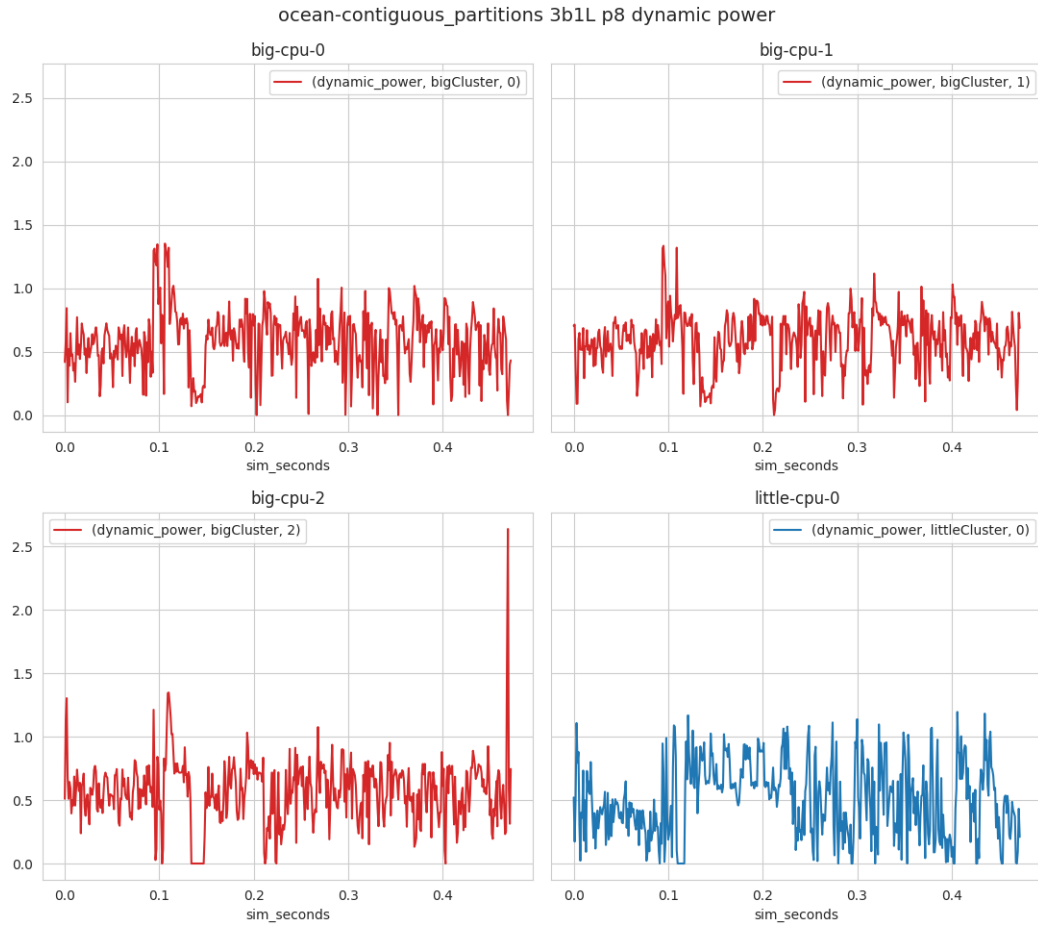 ocean-contiguous_partitions 3b1L p8 dynamic power
big-cpu-0
big-cpu-1
(dynamic_power, bigCluster, 0)
(dynamic_power, bigCluster, 1)
2.5
2.0
1.5
1.0
0.5
0.0
0.0 0.1 0.2 0.3 0.4
0.0 0.1 0.2 0.3 0.4
sim_seconds
sim_seconds
big-cpu-2
little-cpu-0
(dynamic_power, bigCluster, 2)
(dynamic_power, littleCluster, 0)
2.5
2.0
1.5
1.0
0.5
0.0
0.0 0.1 0.2 0.3 0.4
0.0 0.1 0.2 0.3 0.4
sim_seconds
sim_seconds